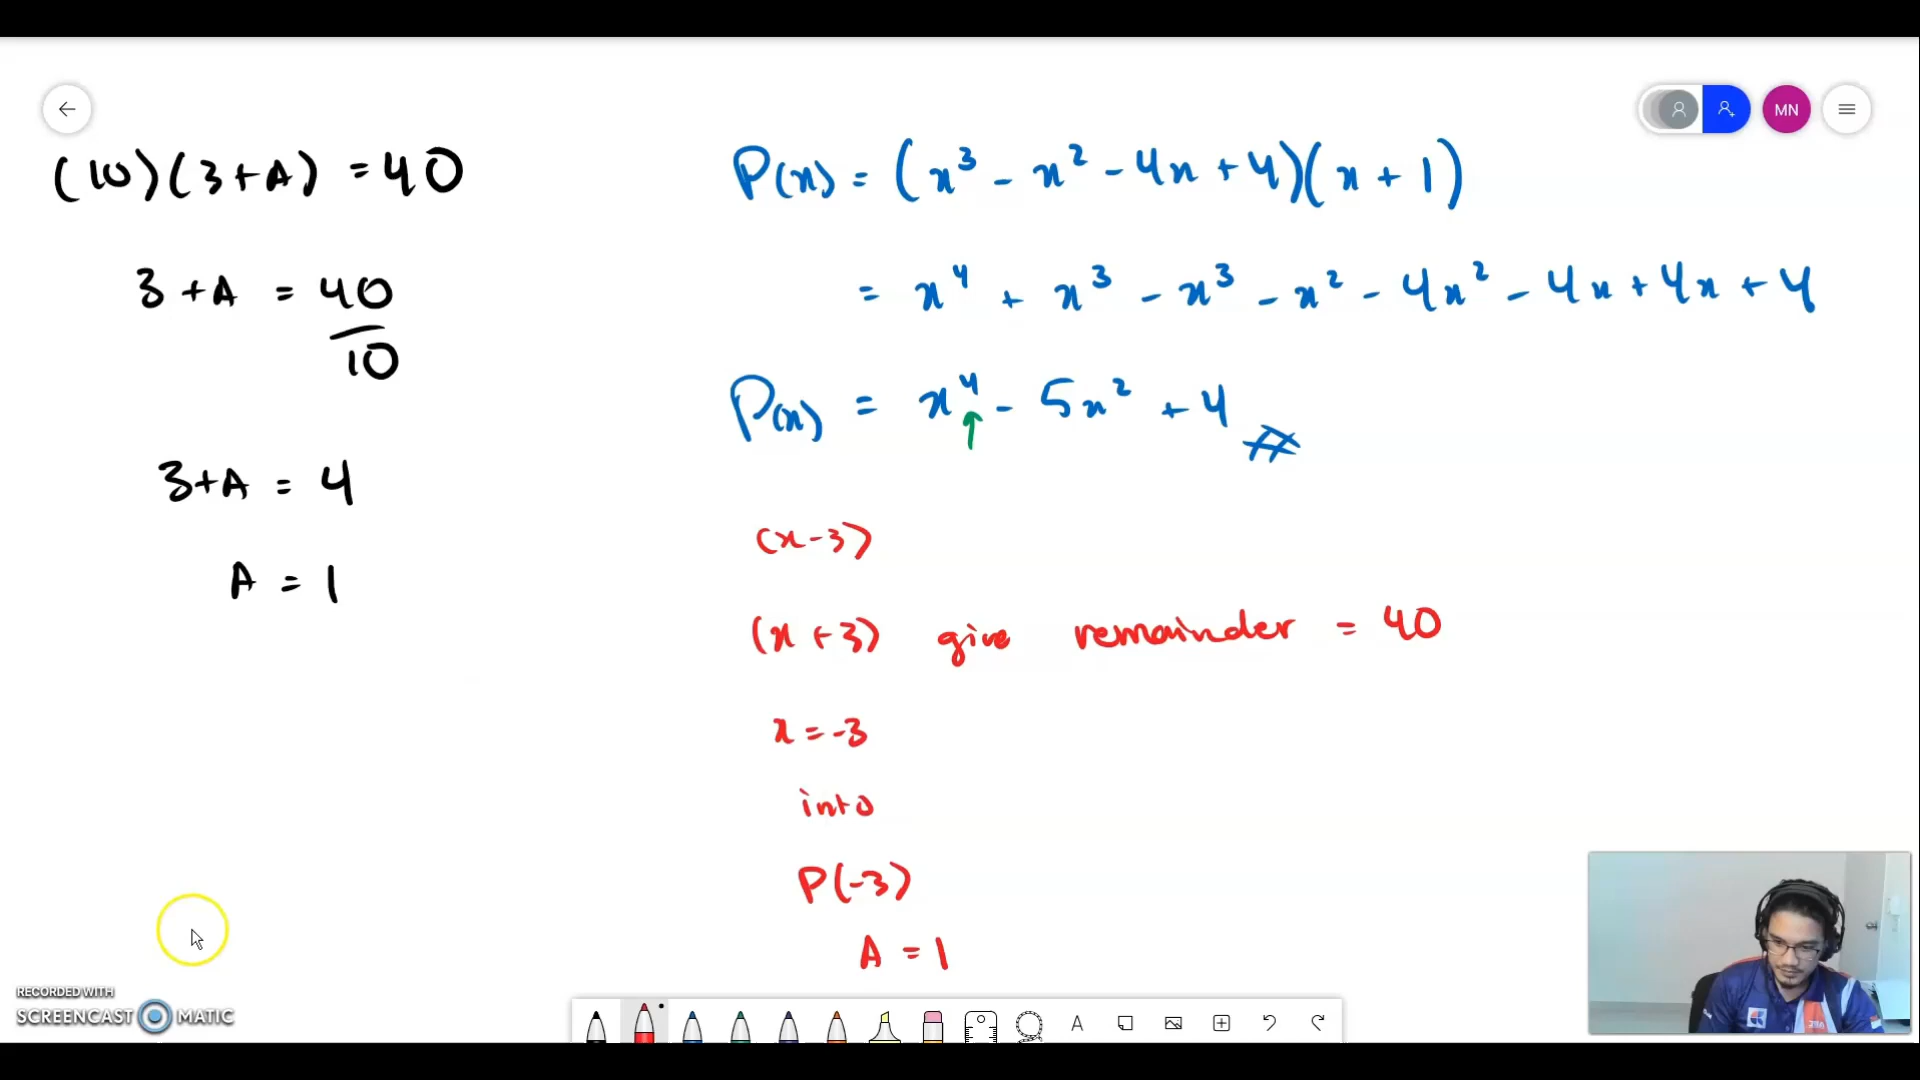 MN
(10)(3+A) = 40
3 + A = 40/10
3+A = 4
A = 1
P(x) = (x³ - x² - 4x + 4)(x + 1)
= x⁴ + x³ - x³ - x² - 4x² - 4x + 4x + 4
P(x) = x⁴ - 5x² + 4
(x-3)
(x + 3) give remainder = 40
x = -3
into
P(-3)
A = 1
RECORDED WITH
SCREENCAST MATIC
A